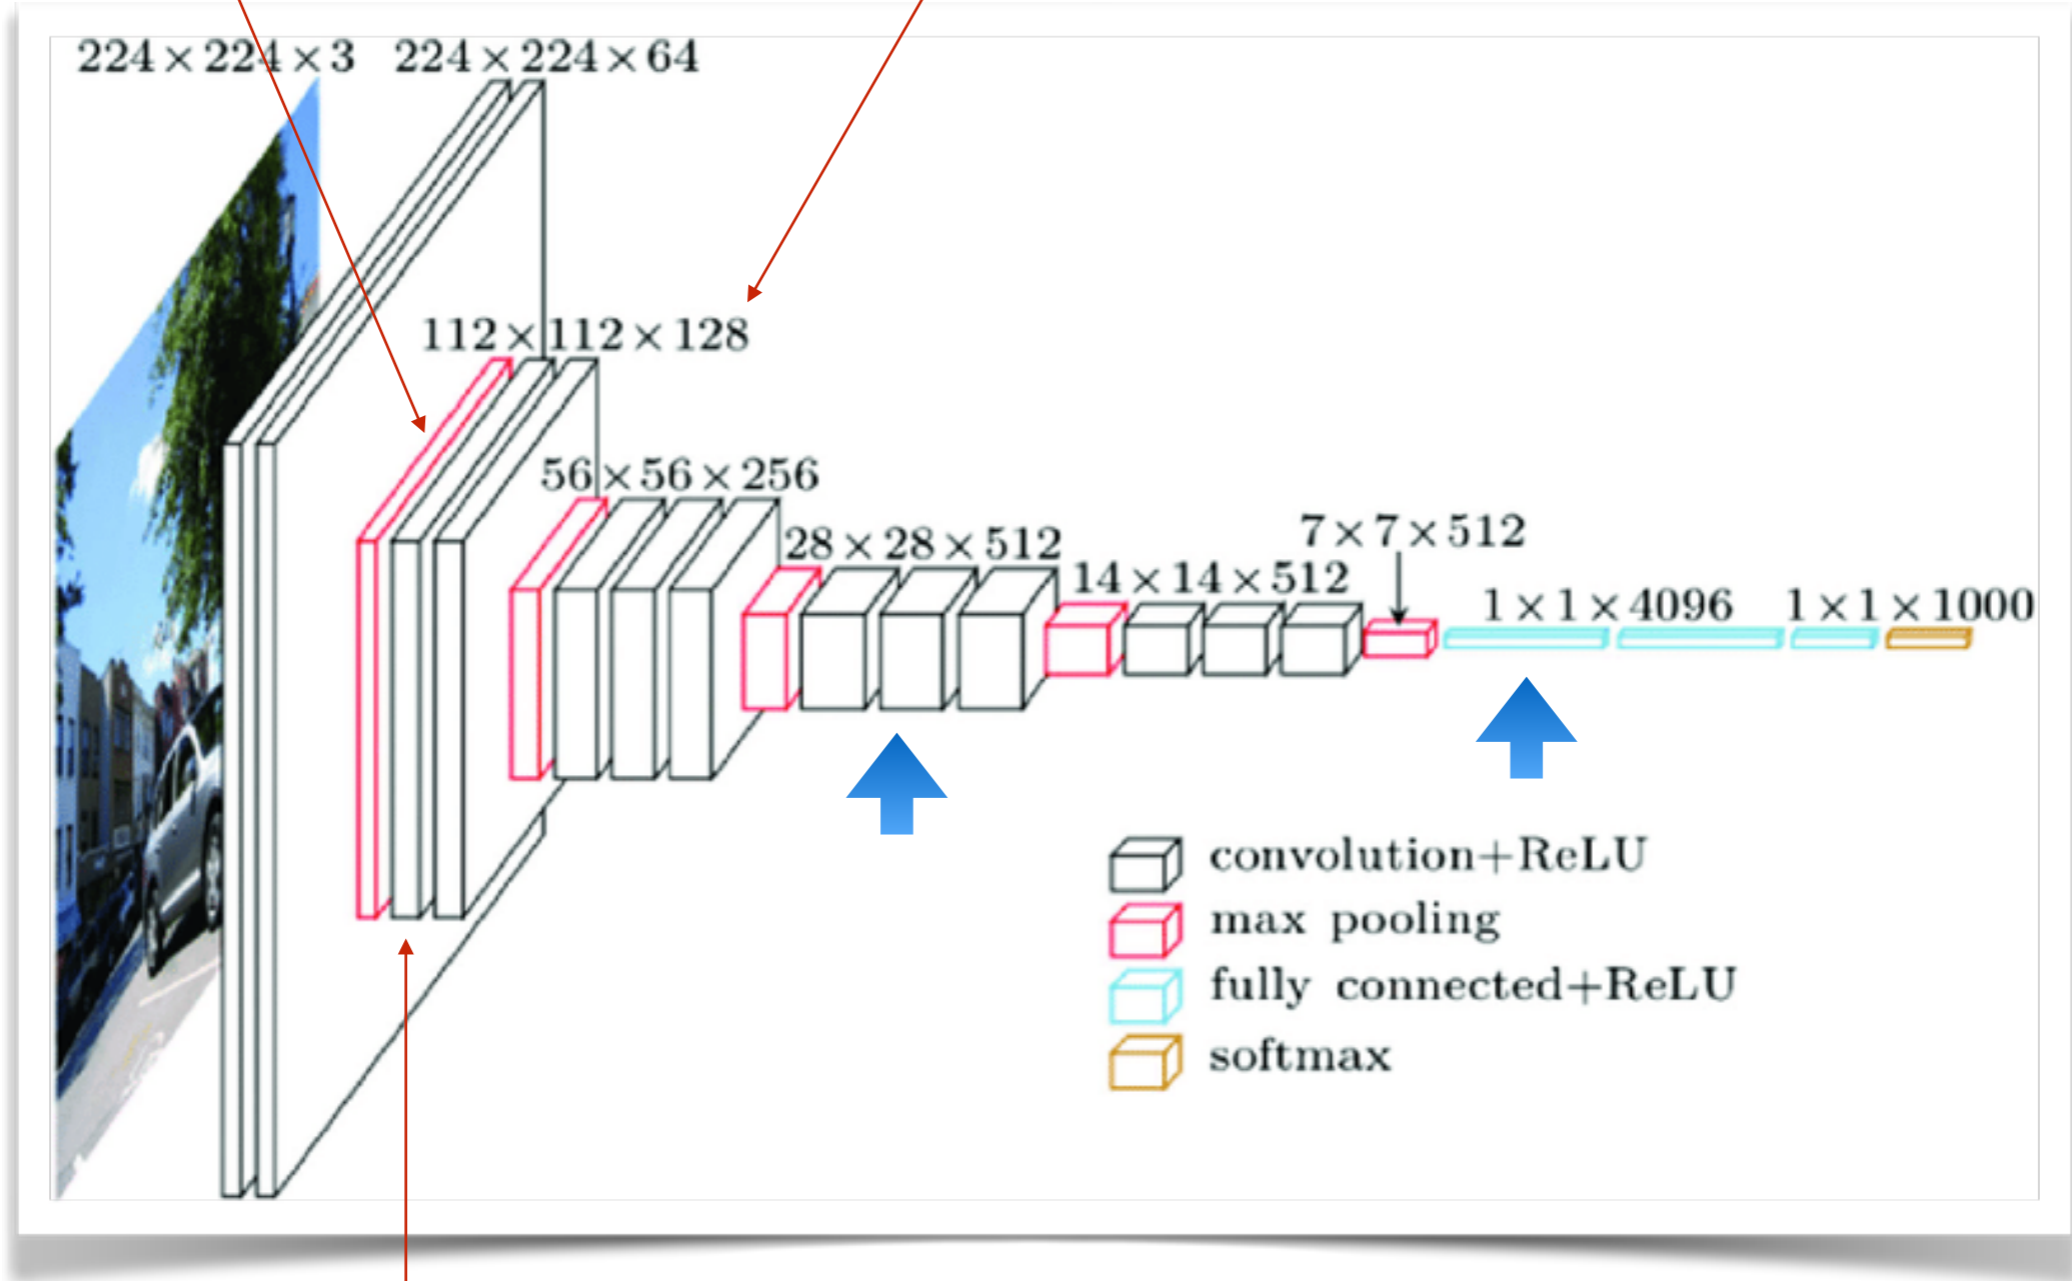 224×224×3
224×224×64
112×112×128
56×56×256
28×28×512
14×14×512
7×7×512
1×1×4096
1×1×1000
convolution+ReLU
max pooling
fully connected+ReLU
softmax